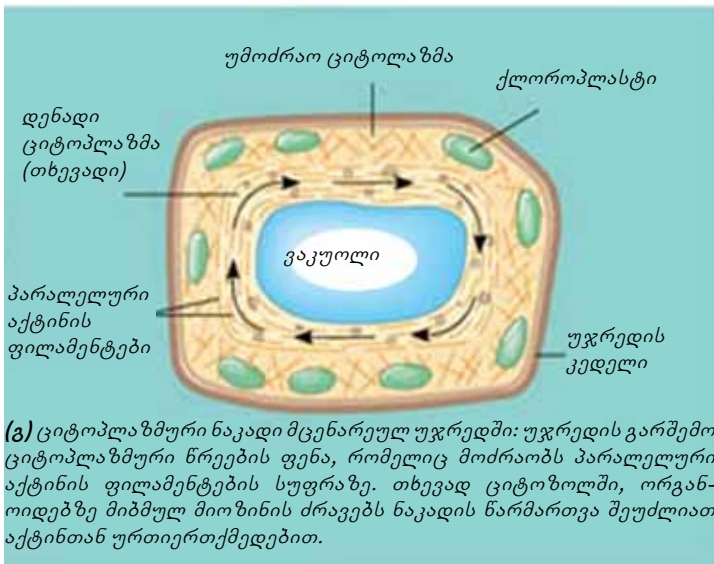 უმოძრაო ციტოლაზმა
ქლოროპლასტი
დენადი
ციტოპლაზმა
(თხევადი)
ვაკუოლი
პარალელური
აქტინის
ფილამენტები
უჯრედის
კედელი
(გ) ციტოპლაზმური ნაკადი მცენარეულ უჯრედში: უჯრედის გარშემო
ციტოპლაზმური წრეების ფენა, რომელიც მოძრაობს პარალელური
აქტინის ფილამენტების სუფრაზე. თხევად ციტოზოლში, ორგან-
ოიდებზე მიბმულ მიოზინის ძრავებს ნაკადის წარმართვა შეუძლიათ
აქტინთან ურთიერთქმედებით.